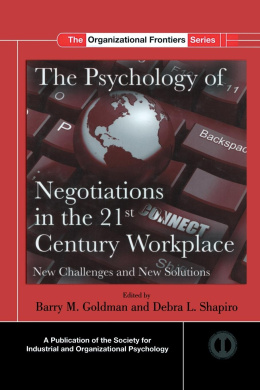 The Organizational Frontiers Series
The Psychology of
Backspac
Negotiations
in the 21st
CONNECT
Century Workplace
New Challenges and New Solutions
Edited by
Barry M. Goldman and Debra L. Shapiro
A Publication of the Society for
Industrial and Organizational Psychology